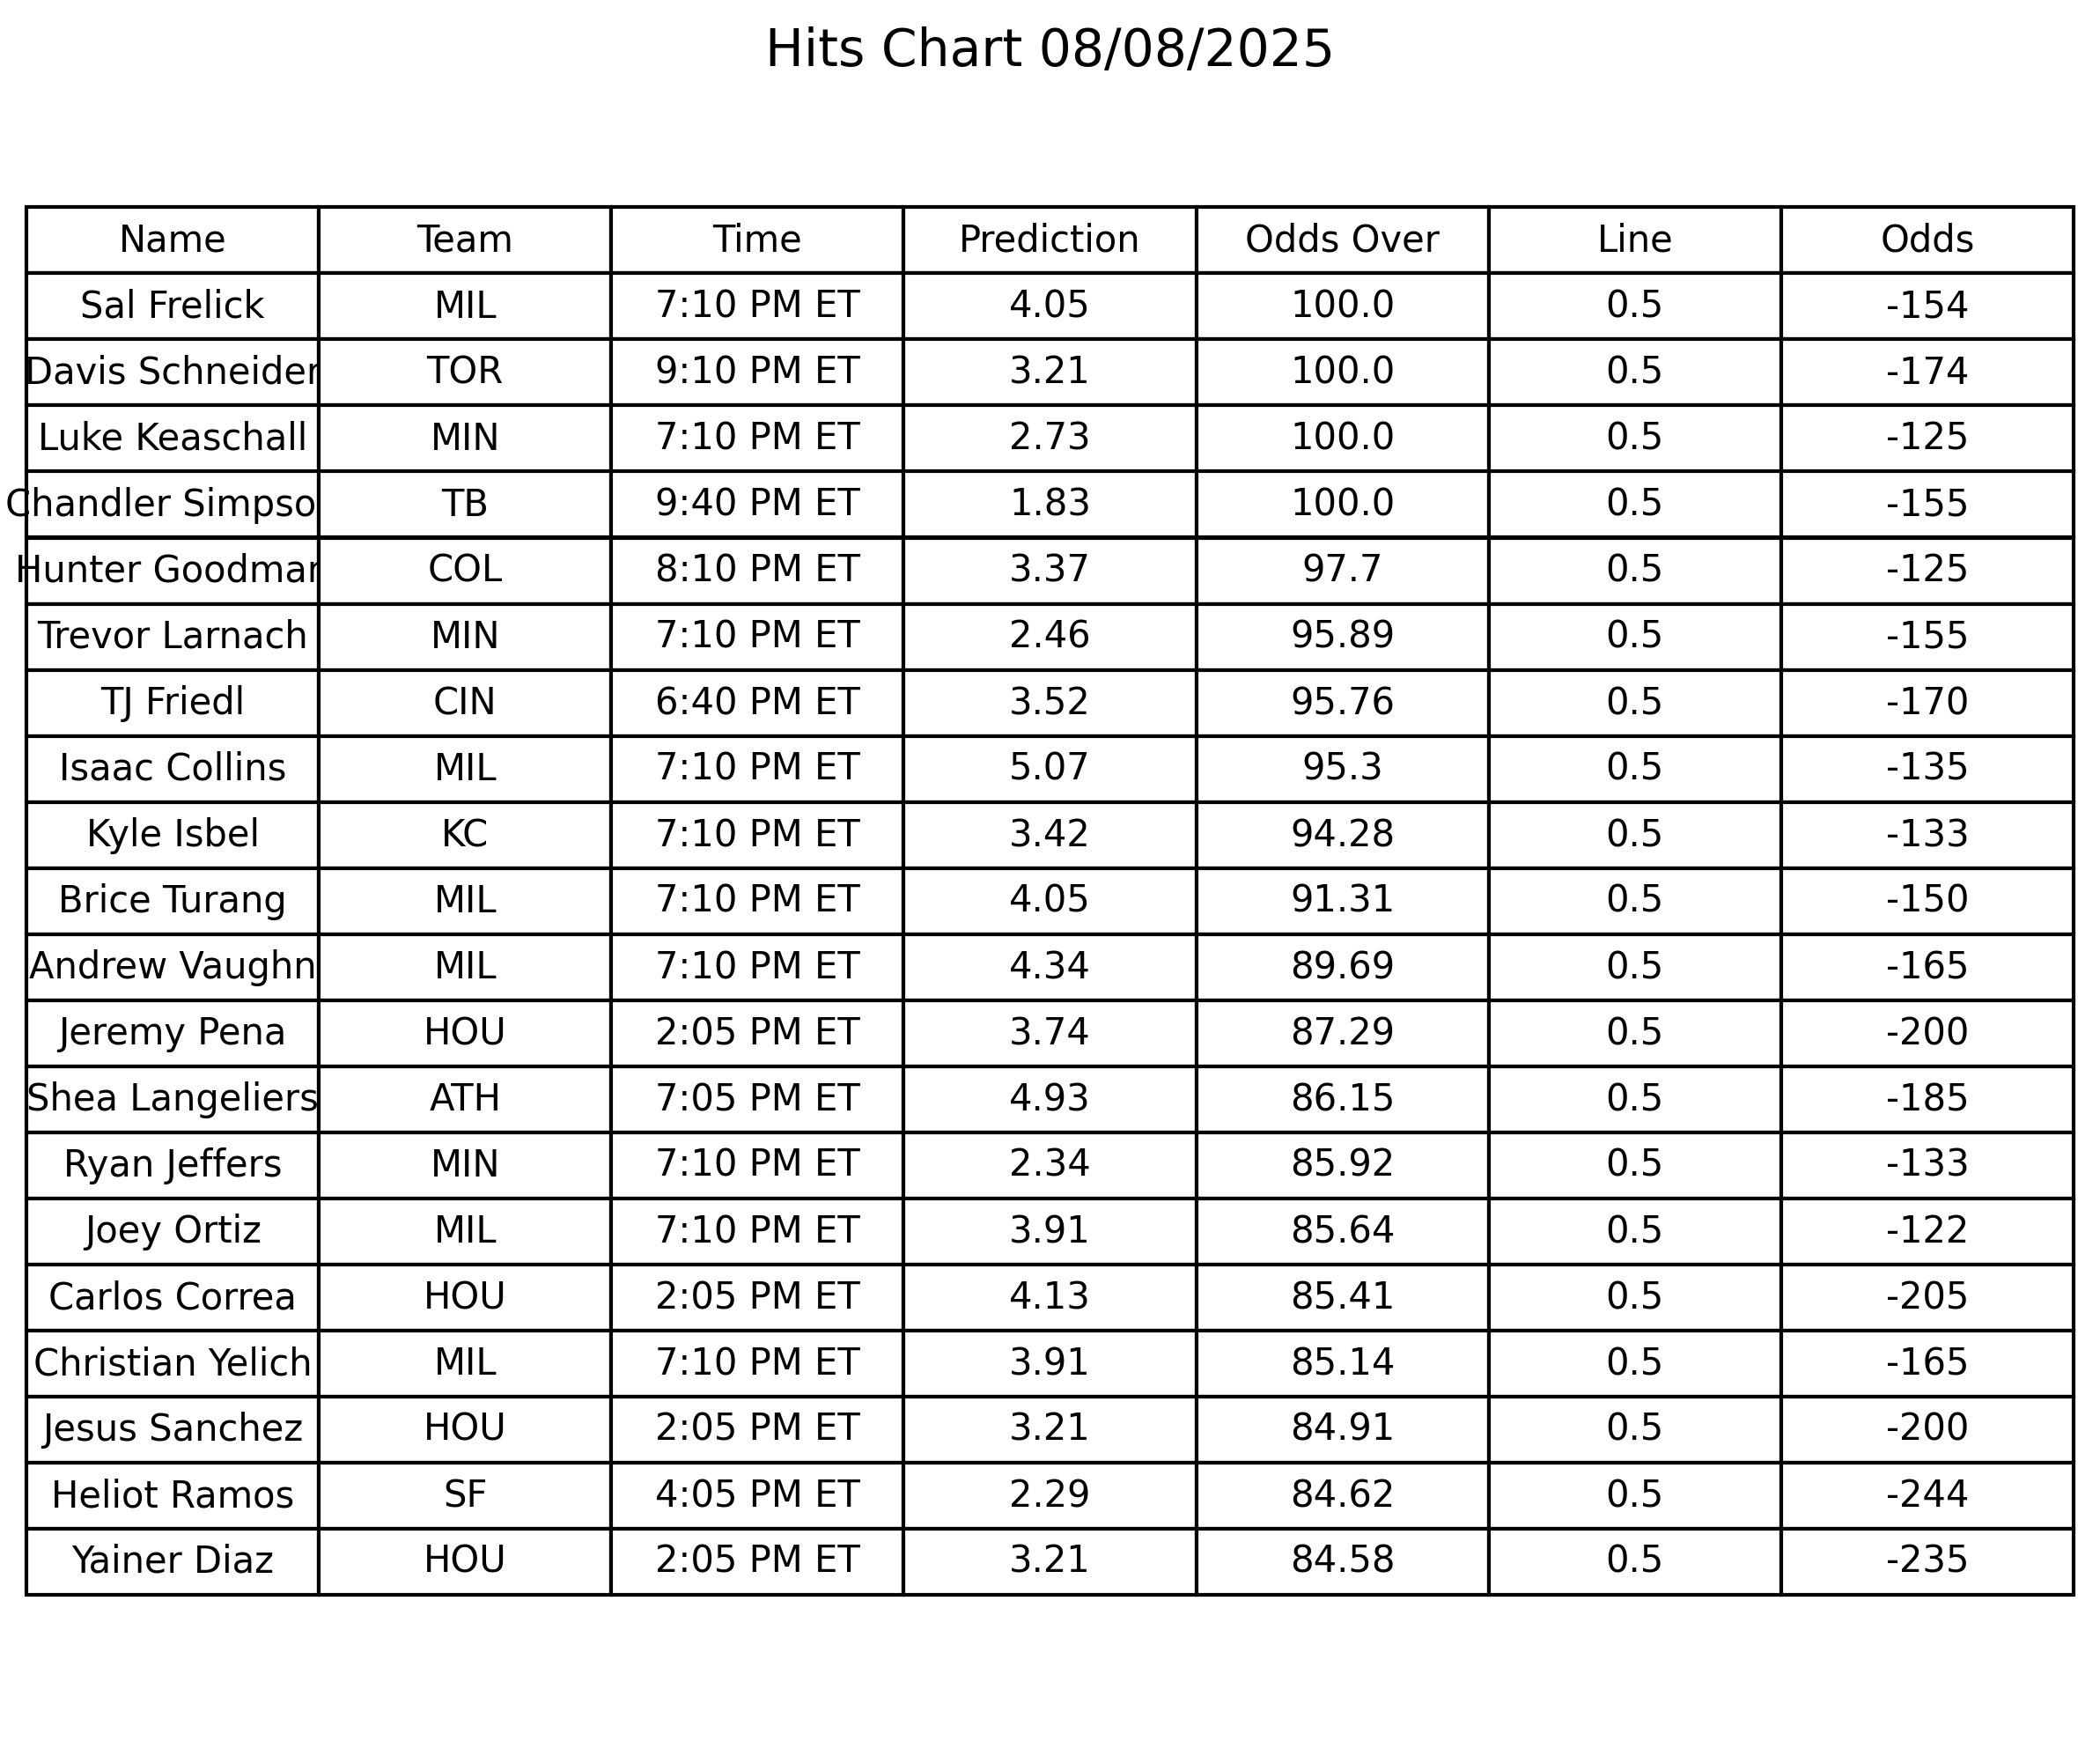 Hits Chart 08/08/2025
Name Team Time Prediction Odds Over Line Odds
Sal Frelick MIL 7:10 PM ET 4.05 100.0 0.5 -154
Davis Schneider TOR 9:10 PM ET 3.21 100.0 0.5 -174
Luke Keaschall MIN 7:10 PM ET 2.73 100.0 0.5 -125
Chandler Simpso TB 9:40 PM ET 1.83 100.0 0.5 -155
Hunter Goodman COL 8:10 PM ET 3.37 97.7 0.5 -125
Trevor Larnach MIN 7:10 PM ET 2.46 95.89 0.5 -155
TJ Friedl CIN 6:40 PM ET 3.52 95.76 0.5 -170
Isaac Collins MIL 7:10 PM ET 5.07 95.3 0.5 -135
Kyle Isbel KC 7:10 PM ET 3.42 94.28 0.5 -133
Brice Turang MIL 7:10 PM ET 4.05 91.31 0.5 -150
Andrew Vaughn MIL 7:10 PM ET 4.34 89.69 0.5 -165
Jeremy Pena HOU 2:05 PM ET 3.74 87.29 0.5 -200
Shea Langeliers ATH 7:05 PM ET 4.93 86.15 0.5 -185
Ryan Jeffers MIN 7:10 PM ET 2.34 85.92 0.5 -133
Joey Ortiz MIL 7:10 PM ET 3.91 85.64 0.5 -122
Carlos Correa HOU 2:05 PM ET 4.13 85.41 0.5 -205
Christian Yelich MIL 7:10 PM ET 3.91 85.14 0.5 -165
Jesus Sanchez HOU 2:05 PM ET 3.21 84.91 0.5 -200
Heliot Ramos SF 4:05 PM ET 2.29 84.62 0.5 -244
Yainer Diaz HOU 2:05 PM ET 3.21 84.58 0.5 -235